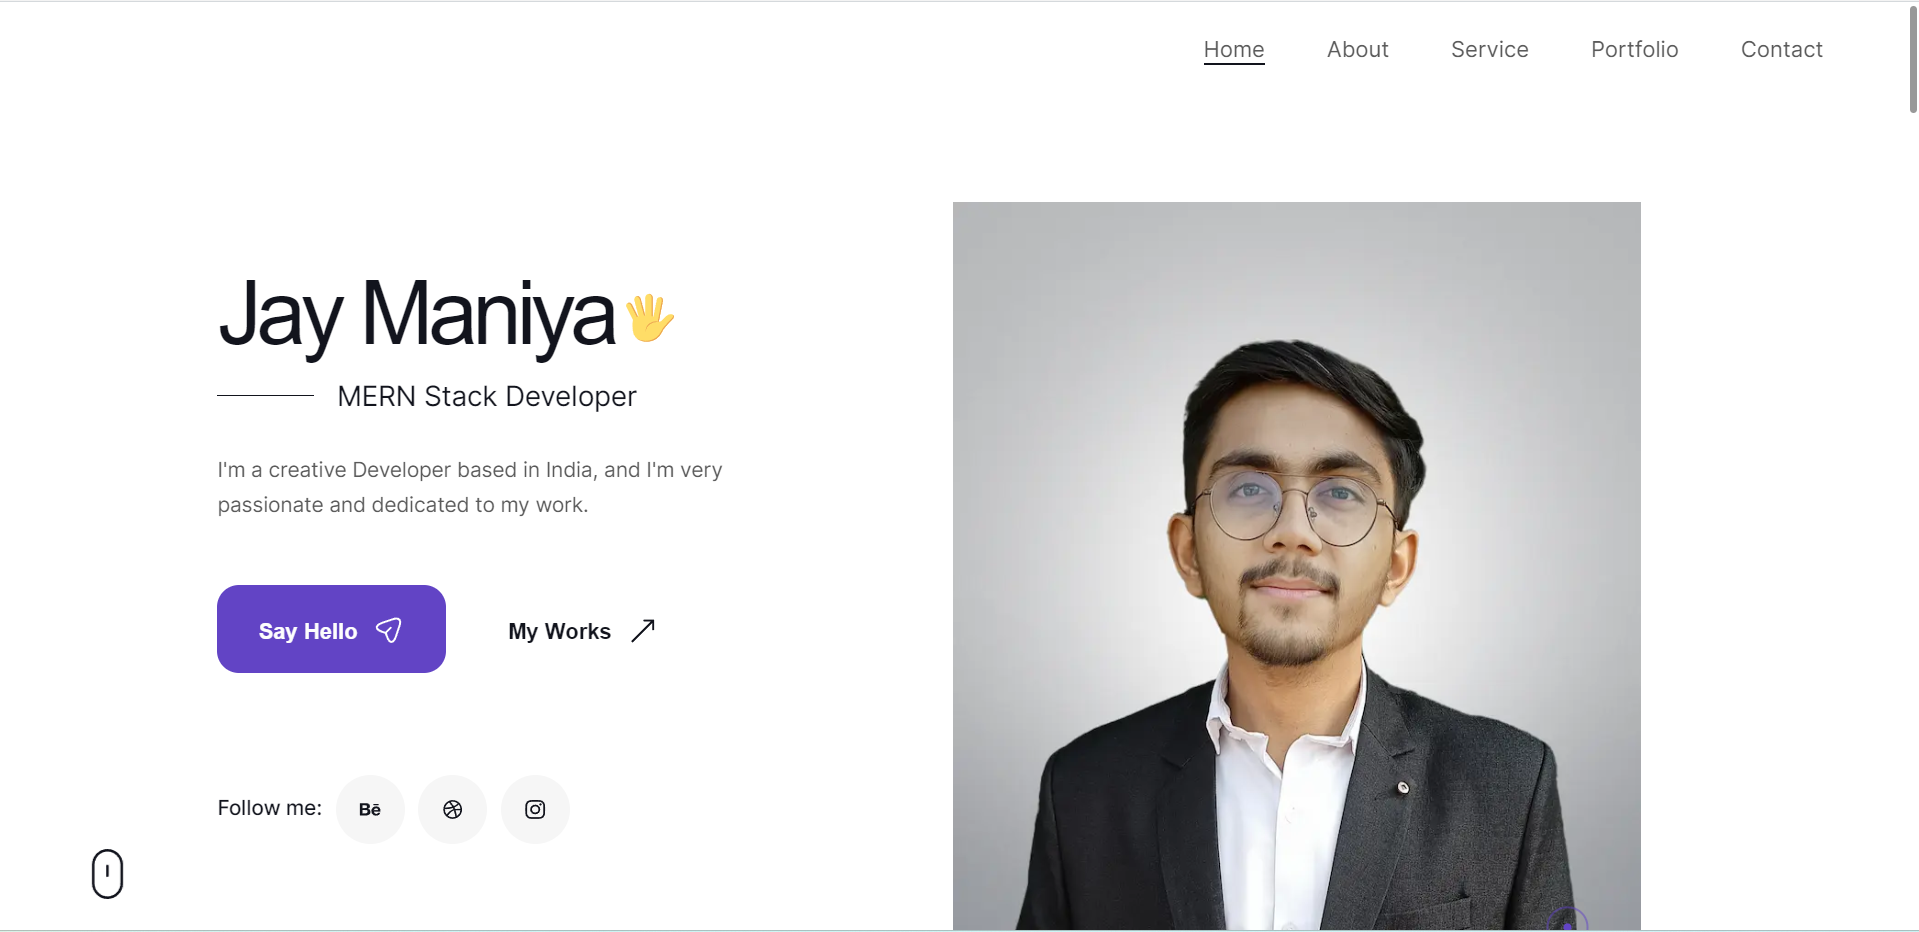 Home About Service Portfolio Contact
Jay Maniya🖐
MERN Stack Developer
I'm a creative Developer based in India, and I'm very
passionate and dedicated to my work.
Say Hello My Works
Follow me: Bē